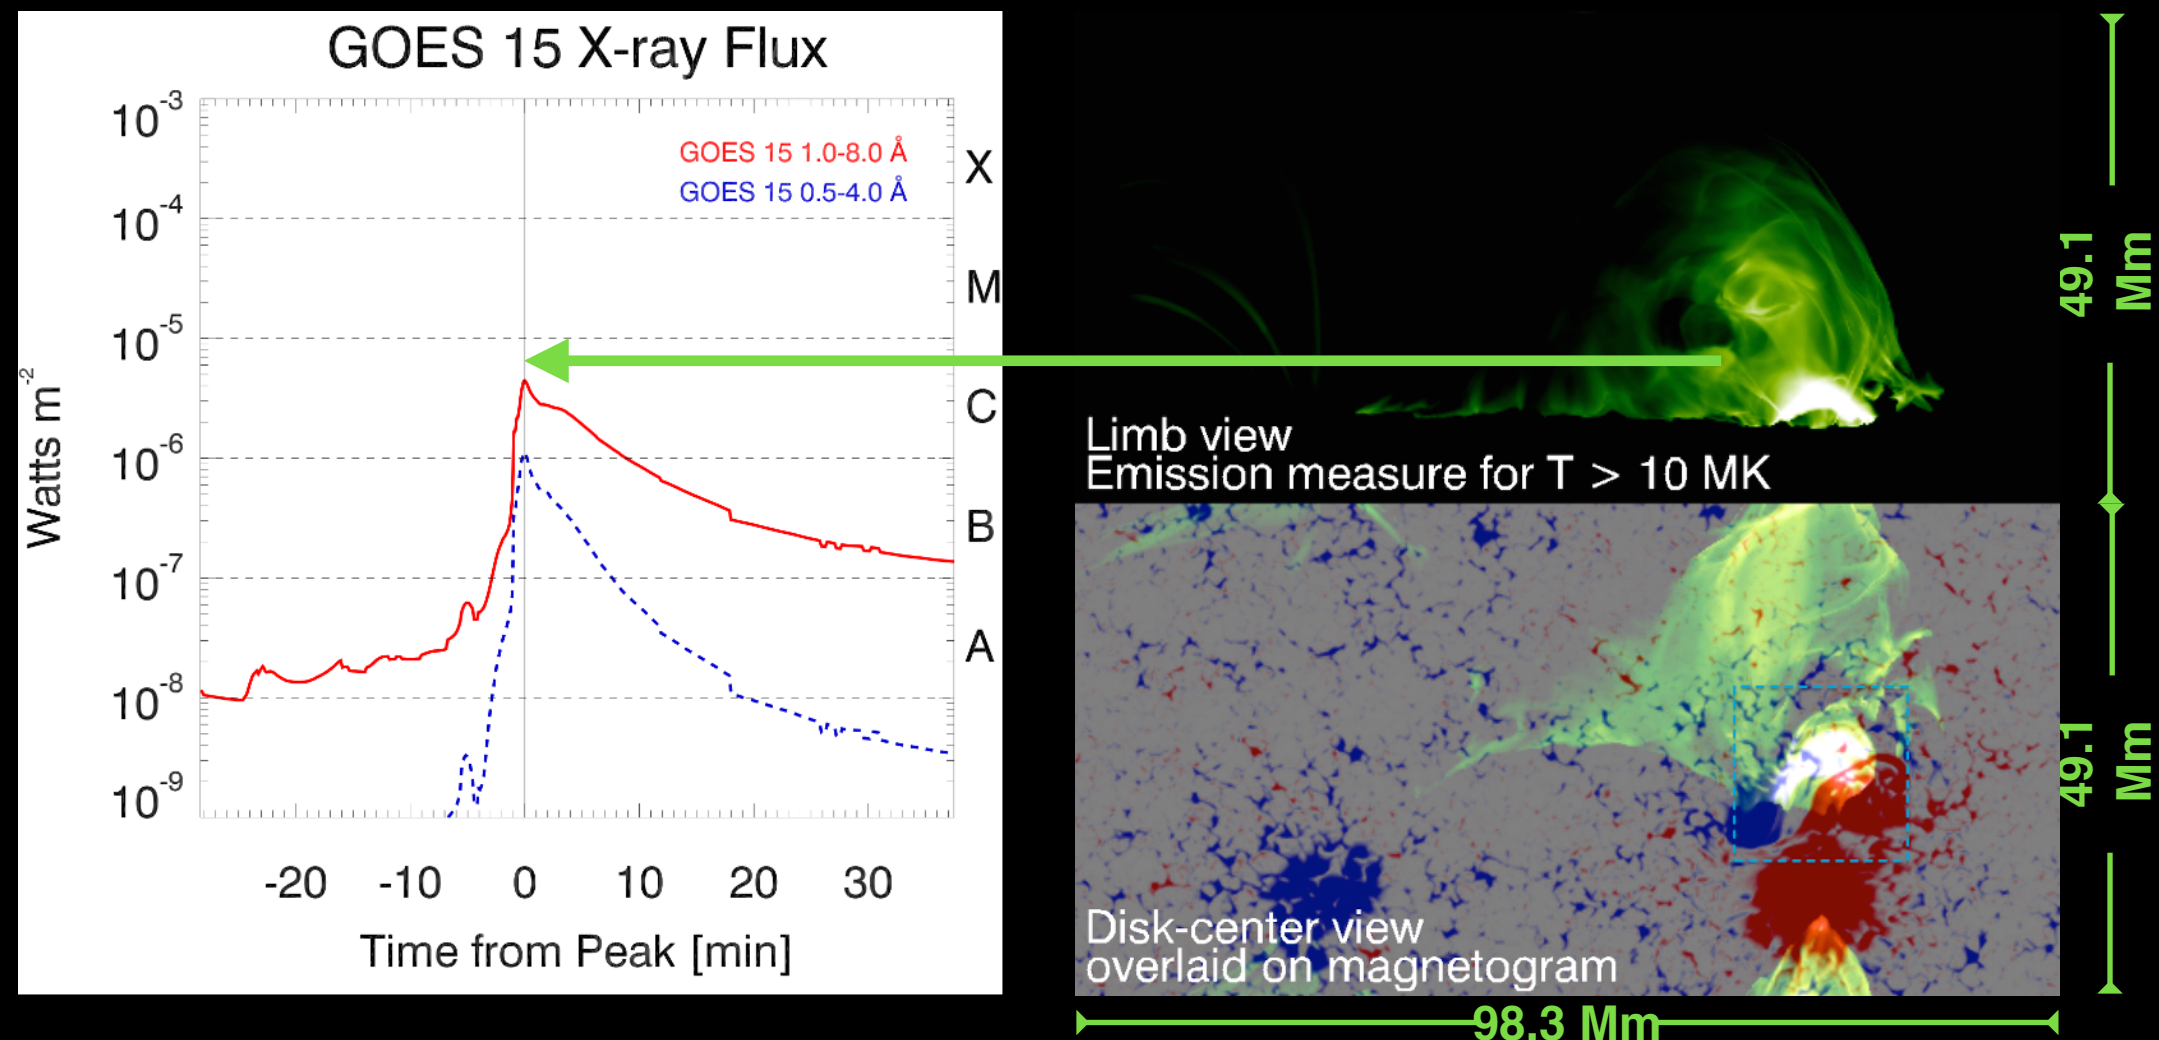 GOES 15 X-ray Flux
GOES 15 1.0-8.0 Å
GOES 15 0.5-4.0 Å
10-3
10-4
10-5
10-6
10-7
10-8
10-9
X
M
C
B
A
Watts m-2
-20 -10 0 10 20 30
Time from Peak [min]
Limb view
Emission measure for T > 10 MK
49.1
Mm
Disk-center view
overlaid on magnetogram
49.1
Mm
98.3 Mm